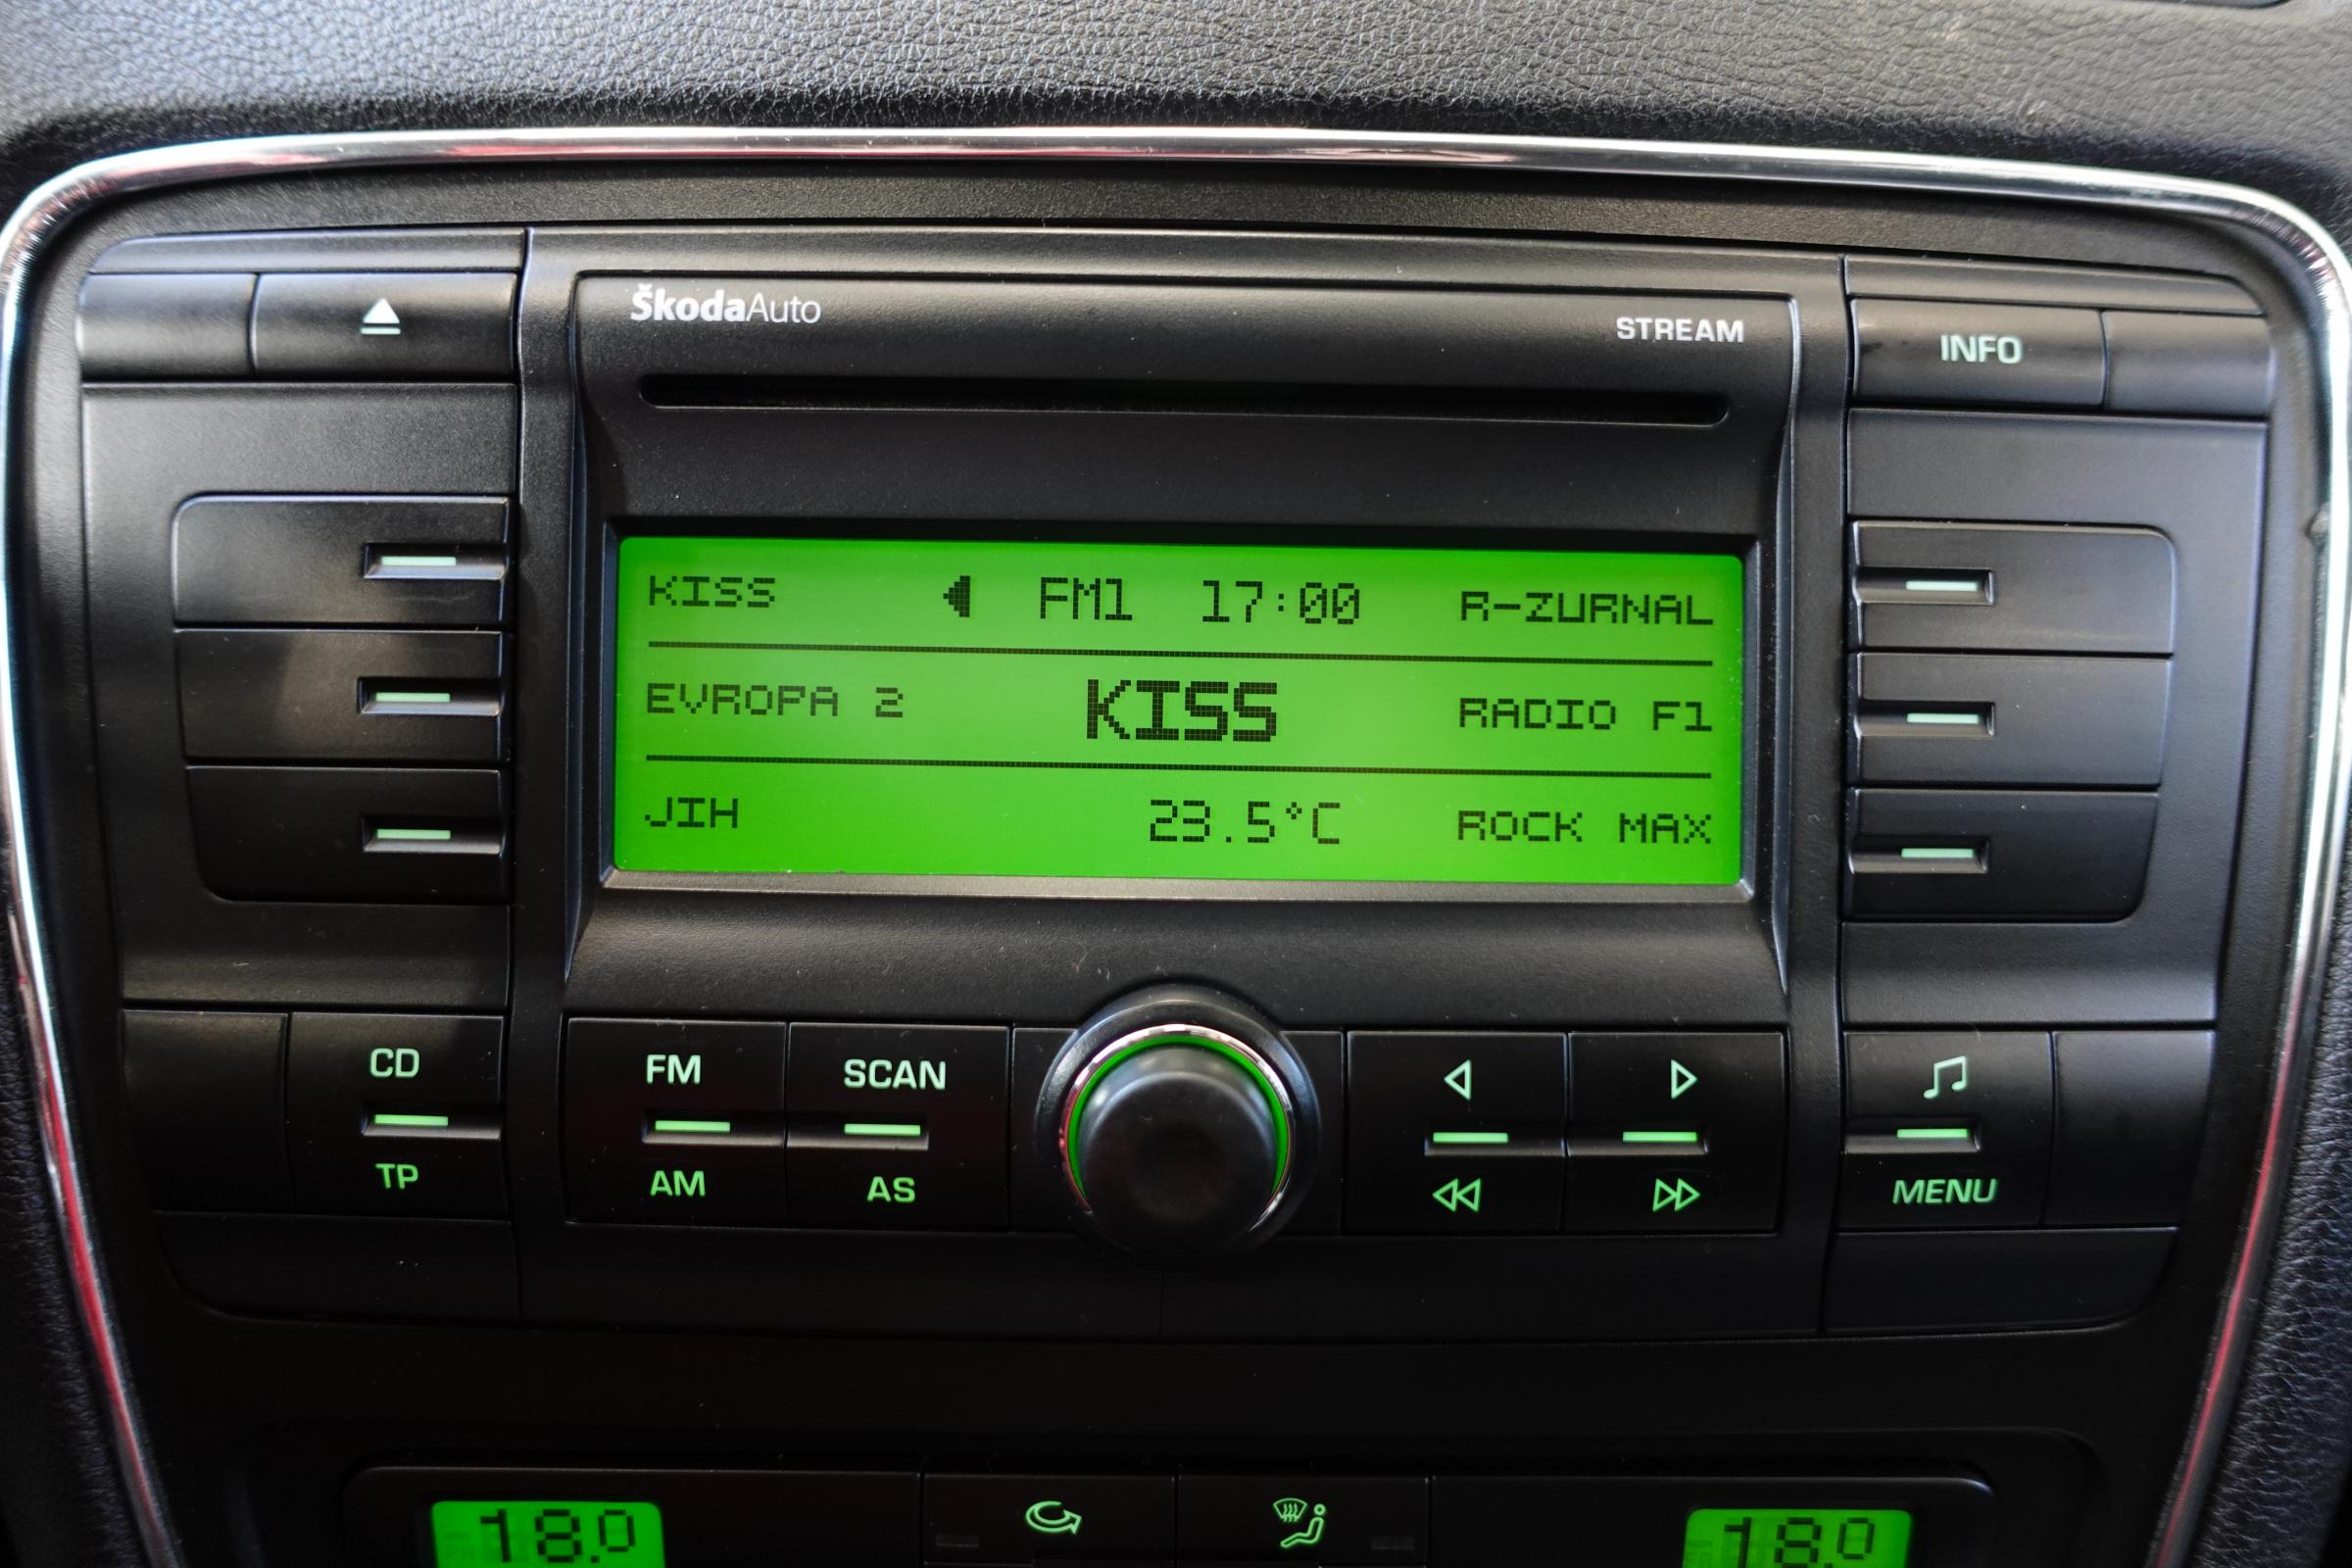 ŠkodaAuto STREAM INFO
KISS FM1 17:00 R-ZURNAL
EVROPA 2 KISS RADIO F1
JIH 23.5°C ROCK MAX
CD FM SCAN
TP AM AS MENU
18.0 18.0